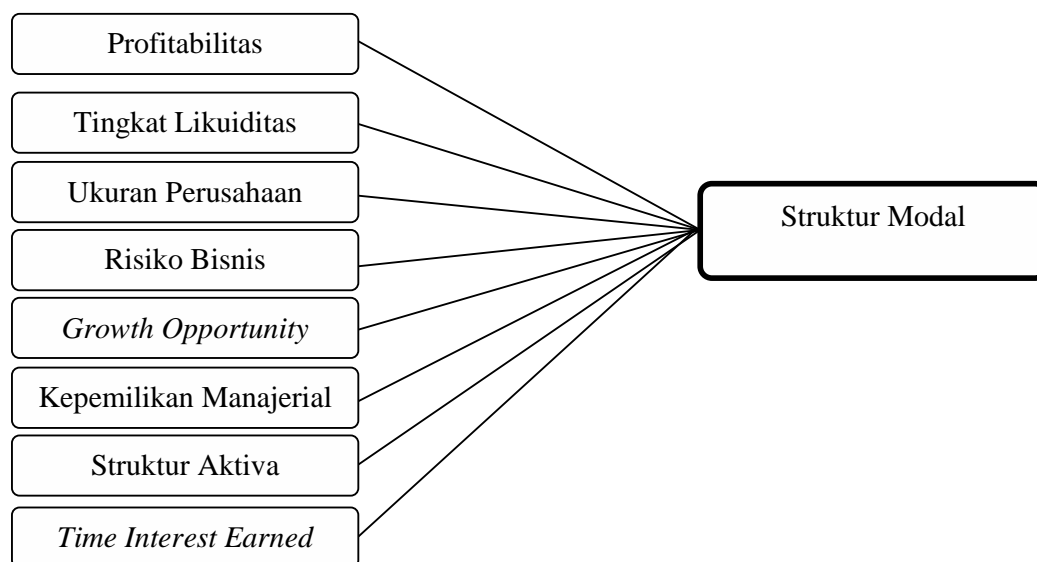 Profitabilitas
Tingkat Likuiditas
Ukuran Perusahaan
Risiko Bisnis
Growth Opportunity
Kepemilikan Manajerial
Struktur Aktiva
Time Interest Earned
Struktur Modal